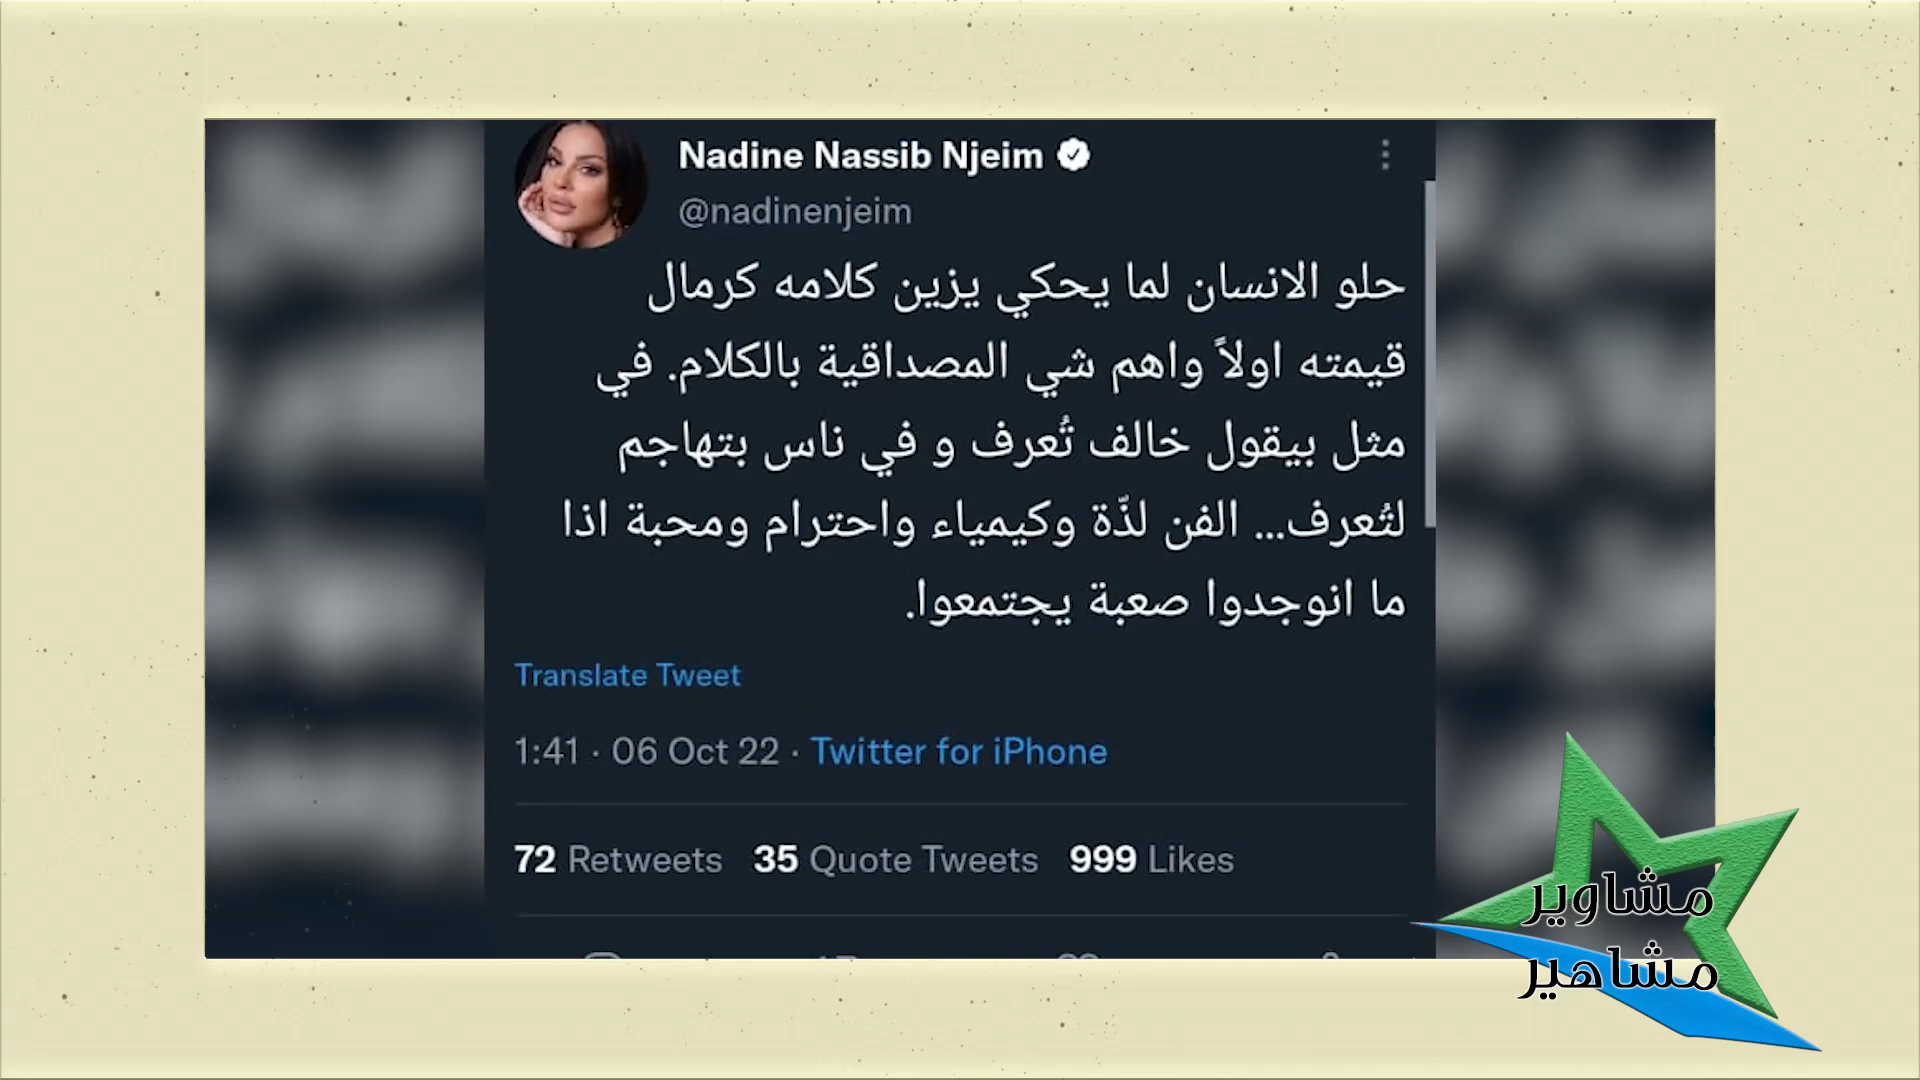 Nadine Nassib Njeim
@nadinenjeim
حلو الانسان لما يحكي يزين كلامه كرمال
قيمته اولاً واهم شي المصداقية بالكلام. في
مثل بيقول خالف تُعرف و في ناس بتهاجم
لتُعرف... الفن لذّة وكيمياء واحترام ومحبة اذا
ما انوجدوا صعبة يجتمعوا.
Translate Tweet
1:41 · 06 Oct 22 · Twitter for iPhone
72 Retweets 35 Quote Tweets 999 Likes
مشاوير
مشاهير